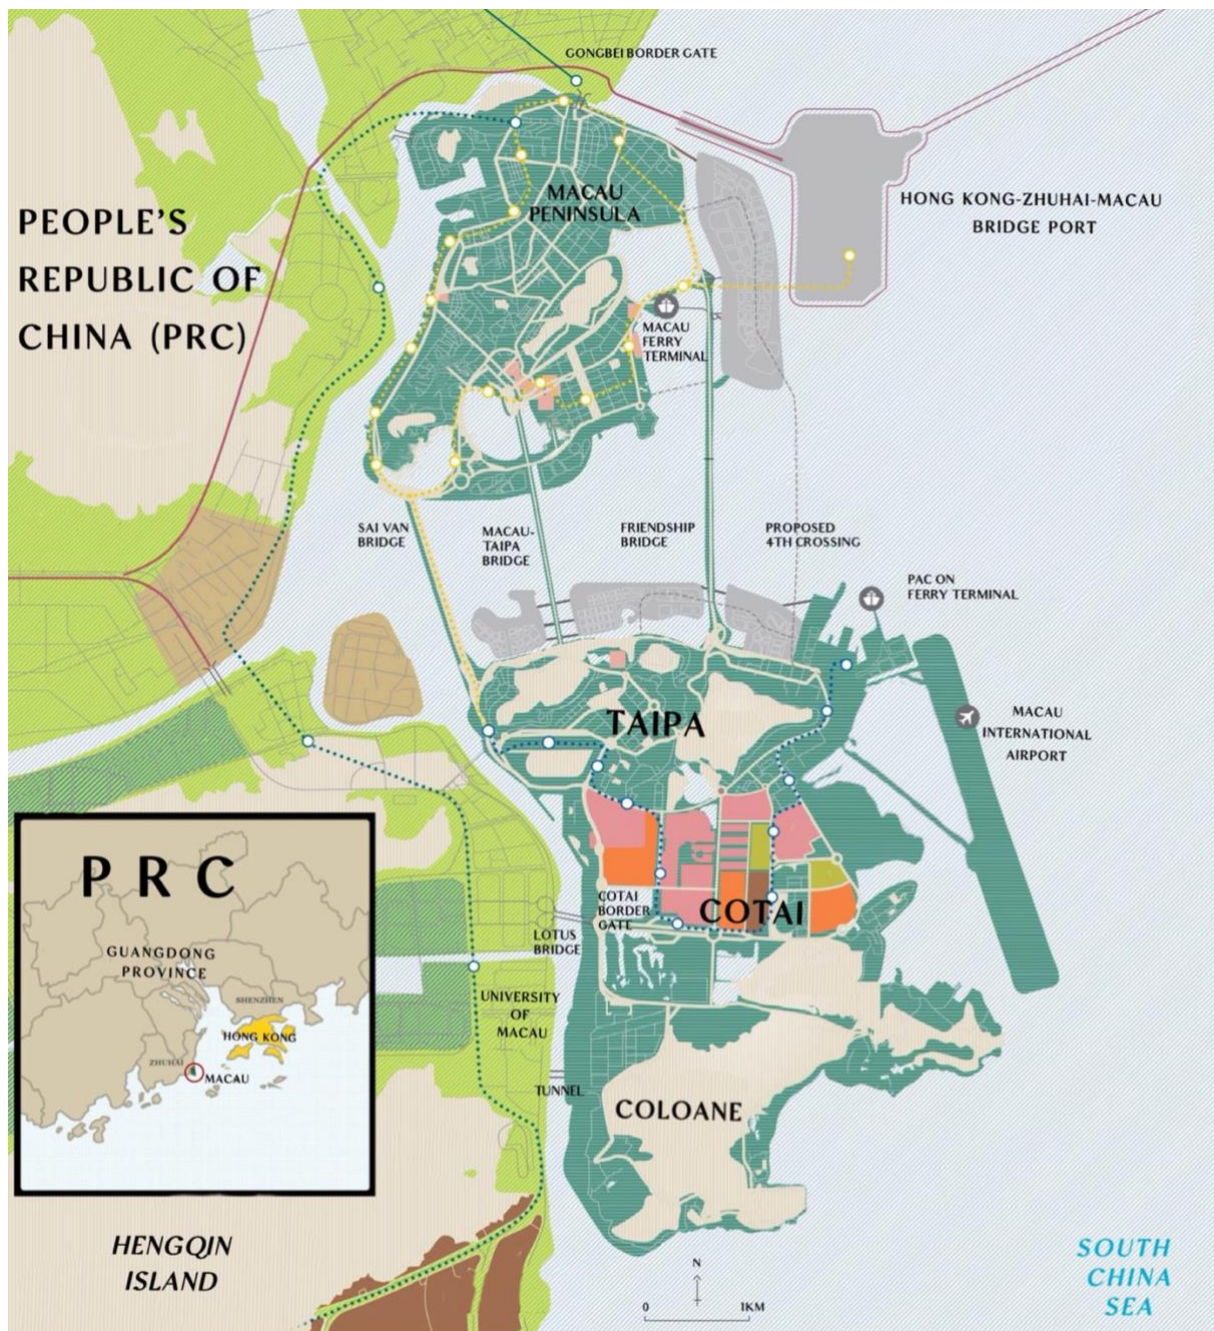 GONGBEI BORDER GATE
PEOPLE'S
REPUBLIC OF
CHINA (PRC)
MACAU
PENINSULA
HONG KONG-ZHUHAI-MACAU
BRIDGE PORT
MACAU
FERRY
TERMINAL
SAI VAN
BRIDGE
MACAU-
TAIPA
BRIDGE
FRIENDSHIP
BRIDGE
PROPOSED
4TH CROSSING
PAC ON
FERRY TERMINAL
TAIPA
MACAU
INTERNATIONAL
AIRPORT
COTAI
BORDER
GATE
COTAI
LOTUS
BRIDGE
UNIVERSITY
OF
MACAU
TUNNEL
COLOANE
PRC
GUANGDONG
PROVINCE
SHENZHEN
HONG KONG
ZHUHAI
MACAU
HENGQIN
ISLAND
N
0 1KM
SOUTH
CHINA
SEA